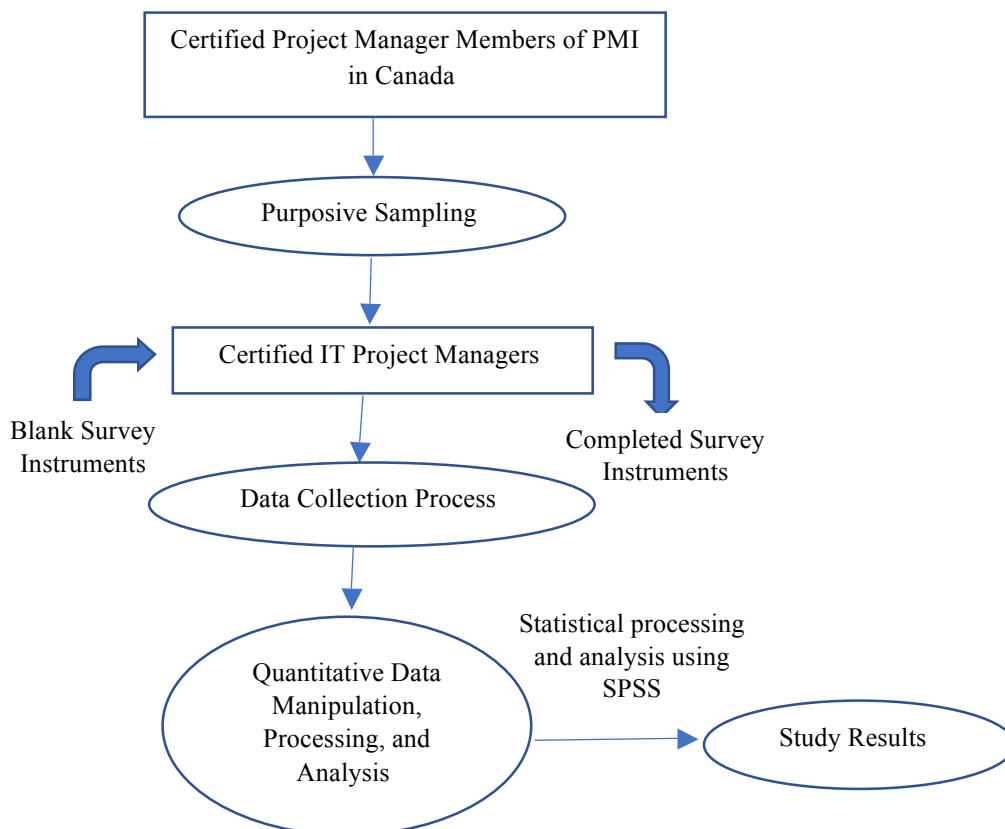 Certified Project Manager Members of PMI
in Canada
Purposive Sampling
Certified IT Project Managers
Blank Survey
Instruments
Completed Survey
Instruments
Data Collection Process
Statistical processing
and analysis using
SPSS
Quantitative Data
Manipulation,
Processing, and
Analysis
Study Results